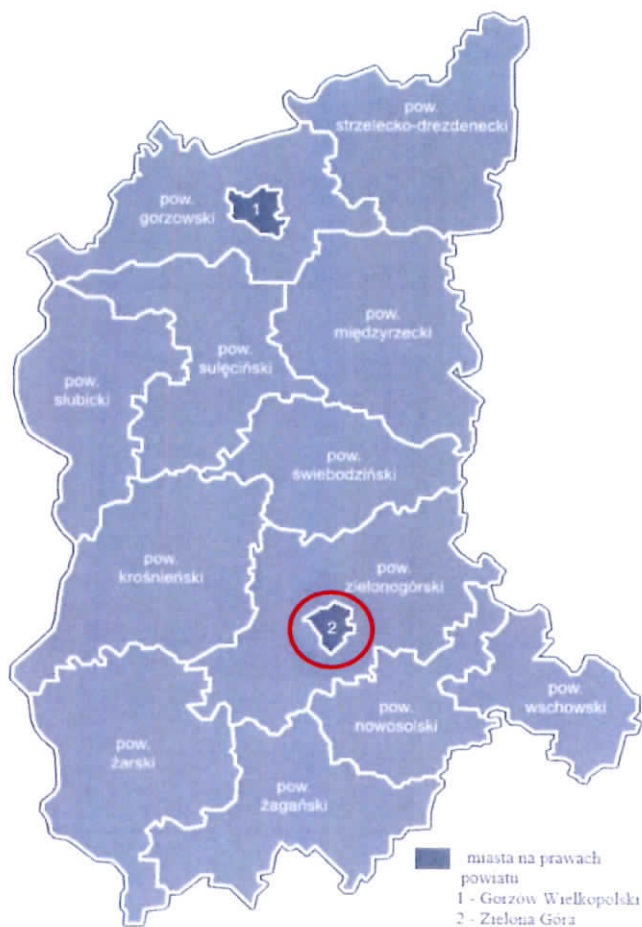 pow.
strzelecko-drezdenecki
pow.
gorzowski
1
pow.
międzyrzecki
pow.
sulęciński
pow.
słubicki
pow.
świebodziński
pow.
krośnieński
pow.
zielonogórski
2
pow.
wschowski
pow.
nowosolski
pow.
żarski
pow.
żagański
miasta na prawach
powiatu
1 - Gorzów Wielkopolski
2 - Zielona Góra